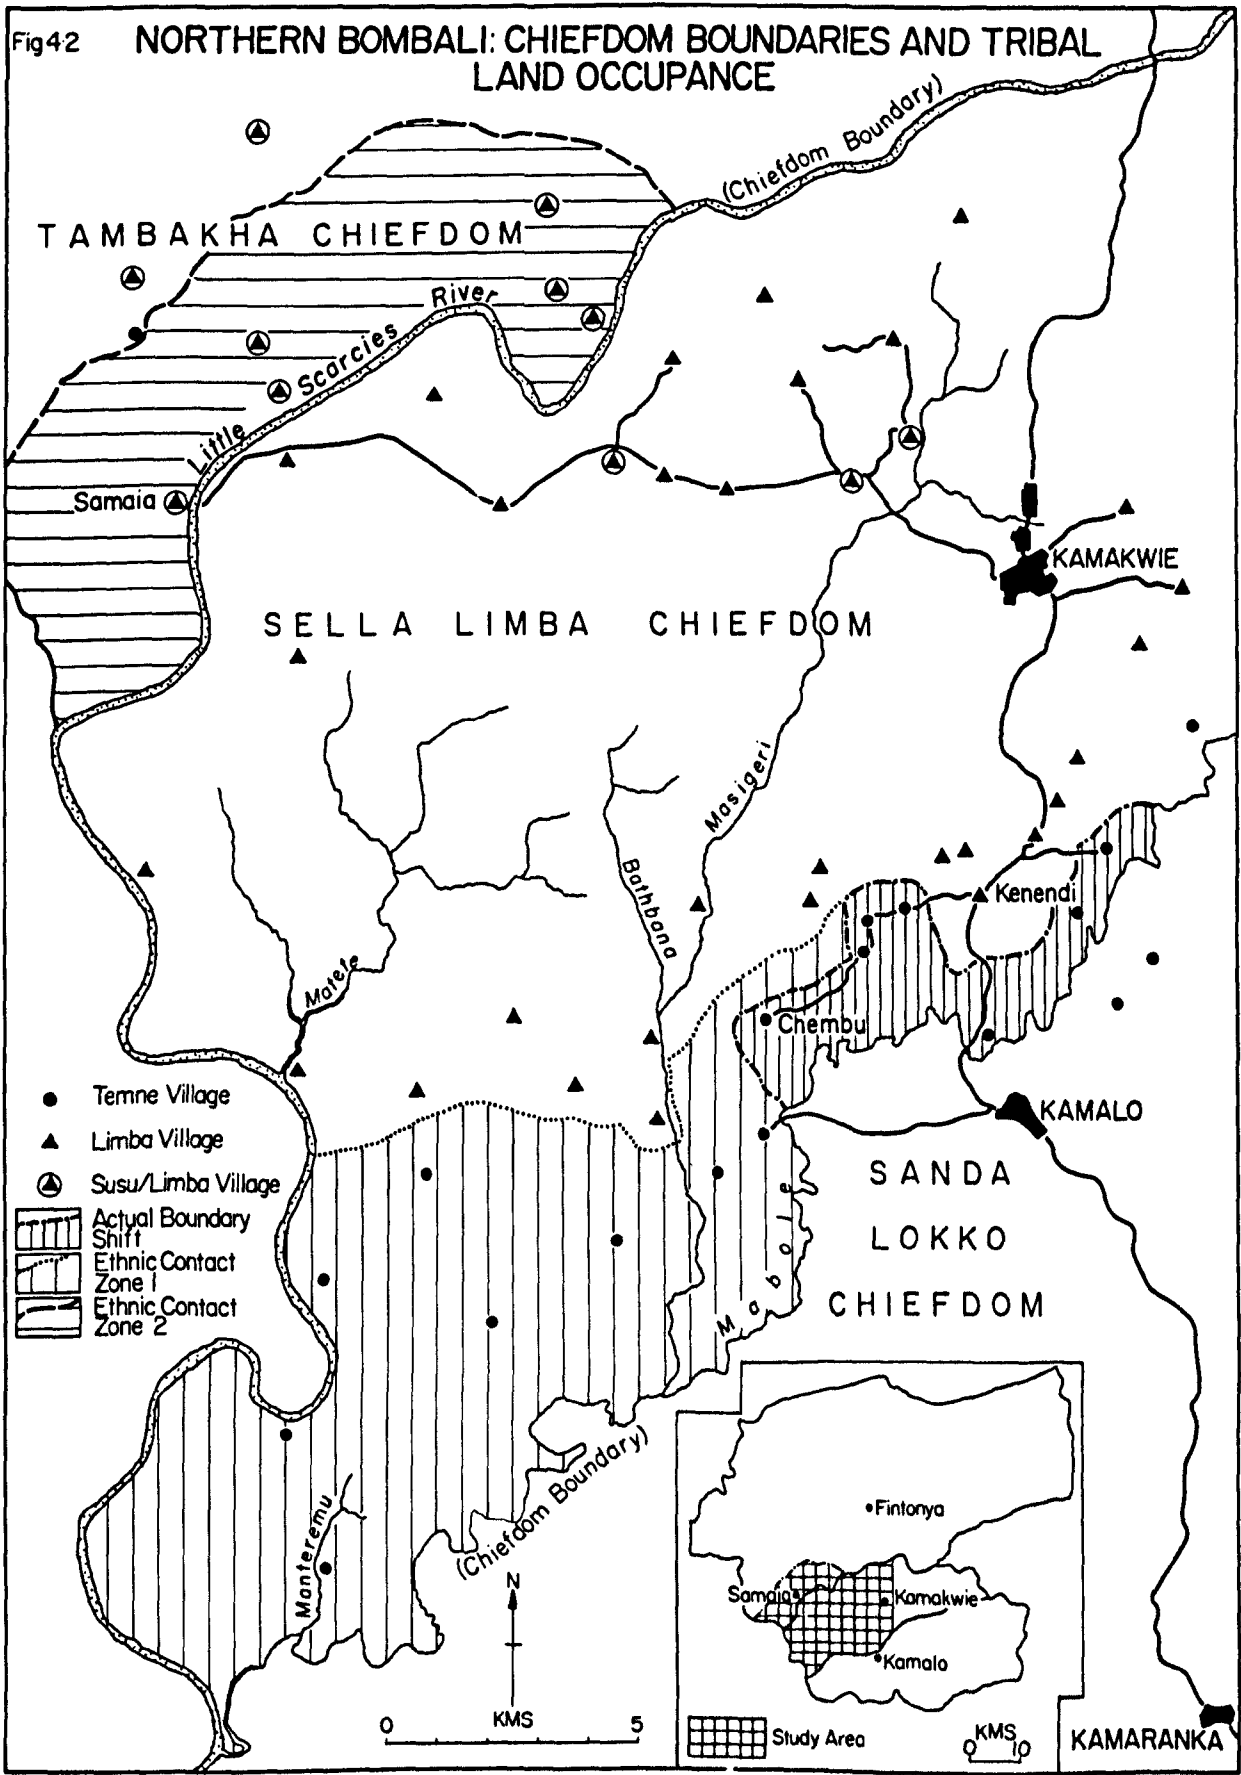 Fig 4·2
NORTHERN BOMBALI: CHIEFDOM BOUNDARIES AND TRIBAL
LAND OCCUPANCE
(Chiefdom Boundary)
TAMBAKHA CHIEFDOM
Little Scarcies River
Samaia
KAMAKWIE
SELLA LIMBA CHIEFDOM
Masigeri
Bathbana
Kenendi
Matete
Chembu
Temne Village
Limba Village
Susu/Limba Village
Actual Boundary
Shift
Ethnic Contact
Zone 1
Ethnic Contact
Zone 2
KAMALO
SANDA
LOKKO
CHIEFDOM
Mabole
(Chiefdom Boundary)
Manteremu
N
0 KMS 5
Fintonya
Samaia
Kamakwie
Kamalo
Study Area
KMS
0 10
KAMARANKA